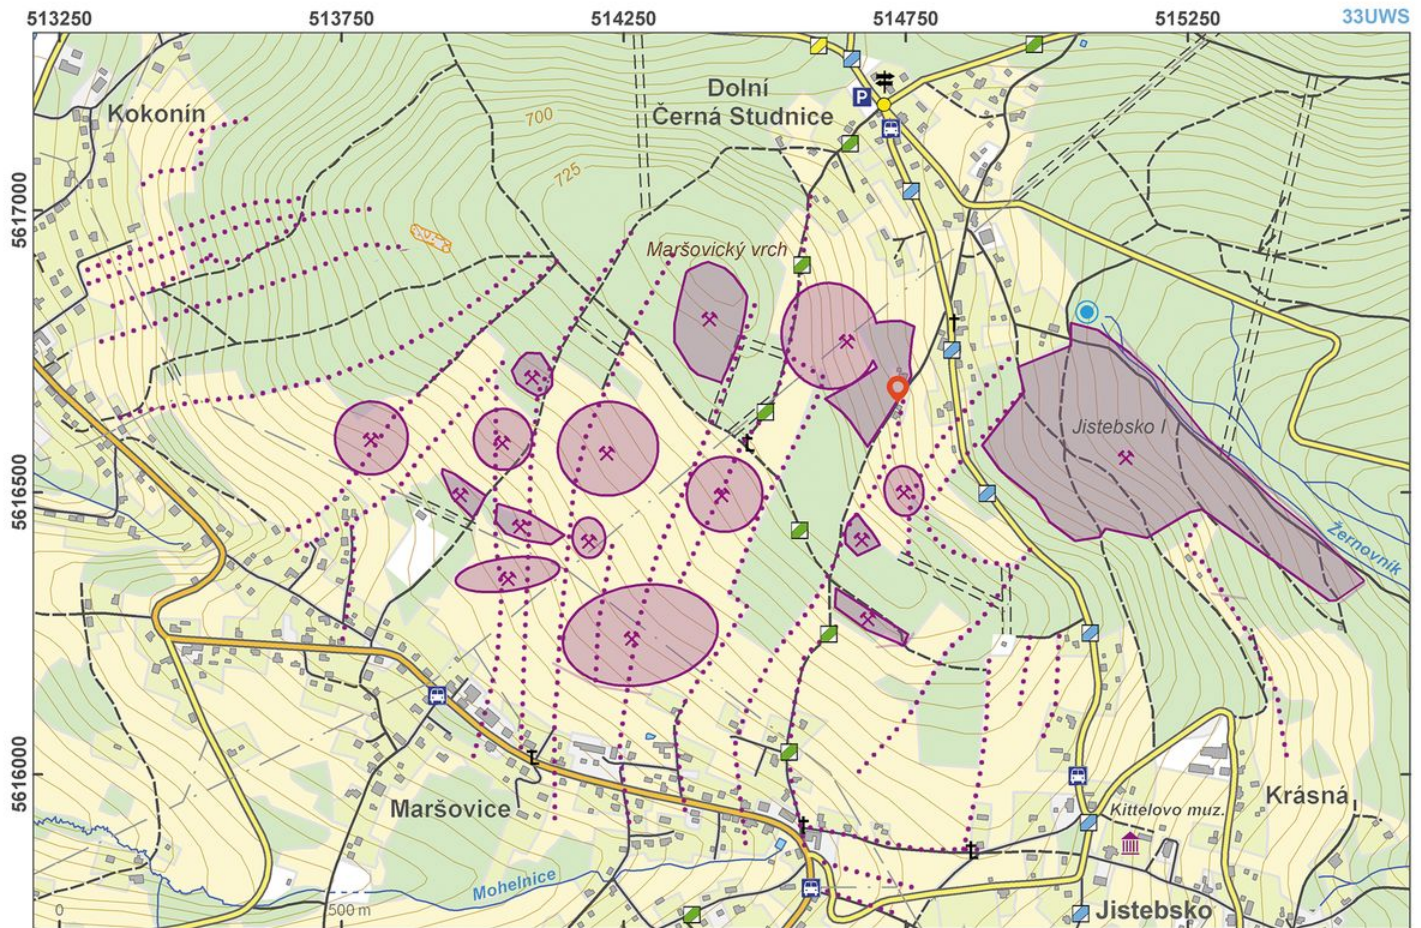 513250 513750 514250 514750 515250 33UWS
Kokonín
Dolní
Černá Studnice
P
700
725
5617000
Maršovický vrch
Jistebsko I
5616500
Žernovník
5616000
Maršovice
Kittelovo muz.
Krásná
Mohelnice
0 500 m
Jistebsko